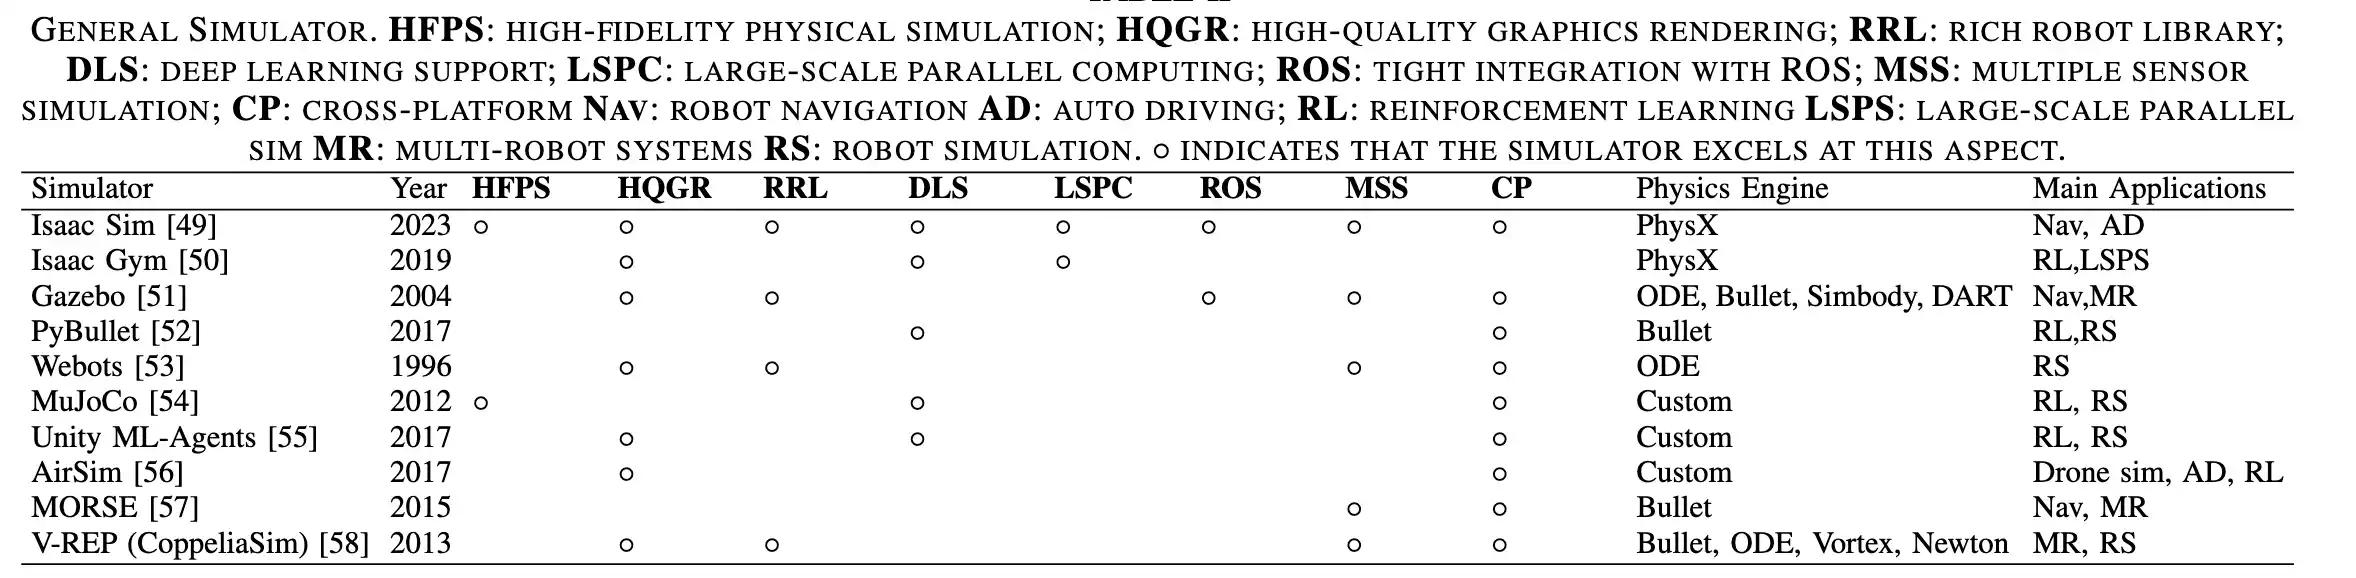 GENERAL SIMULATOR. HFPS: HIGH-FIDELITY PHYSICAL SIMULATION; HQGR: HIGH-QUALITY GRAPHICS RENDERING; RRL: RICH ROBOT LIBRARY;
DLS: DEEP LEARNING SUPPORT; LSPC: LARGE-SCALE PARALLEL COMPUTING; ROS: TIGHT INTEGRATION WITH ROS; MSS: MULTIPLE SENSOR
SIMULATION; CP: CROSS-PLATFORM NAV: ROBOT NAVIGATION AD: AUTO DRIVING; RL: REINFORCEMENT LEARNING LSPS: LARGE-SCALE PARALLEL
SIM MR: MULTI-ROBOT SYSTEMS RS: ROBOT SIMULATION. ○ INDICATES THAT THE SIMULATOR EXCELS AT THIS ASPECT.
Simulator Year HFPS HQGR RRL DLS LSPC ROS MSS CP Physics Engine Main Applications
Isaac Sim [49] 2023 ○ ○ ○ ○ ○ ○ ○ ○ PhysX Nav, AD
Isaac Gym [50] 2019 ○ ○ ○ PhysX RL,LSPS
Gazebo [51] 2004 ○ ○ ○ ○ ○ ODE, Bullet, Simbody, DART Nav,MR
PyBullet [52] 2017 ○ ○ Bullet RL,RS
Webots [53] 1996 ○ ○ ○ ○ ODE RS
MuJoCo [54] 2012 ○ ○ ○ Custom RL, RS
Unity ML-Agents [55] 2017 ○ ○ ○ Custom RL, RS
AirSim [56] 2017 ○ ○ Custom Drone sim, AD, RL
MORSE [57] 2015 ○ ○ Bullet Nav, MR
V-REP (CoppeliaSim) [58] 2013 ○ ○ ○ ○ Bullet, ODE, Vortex, Newton MR, RS